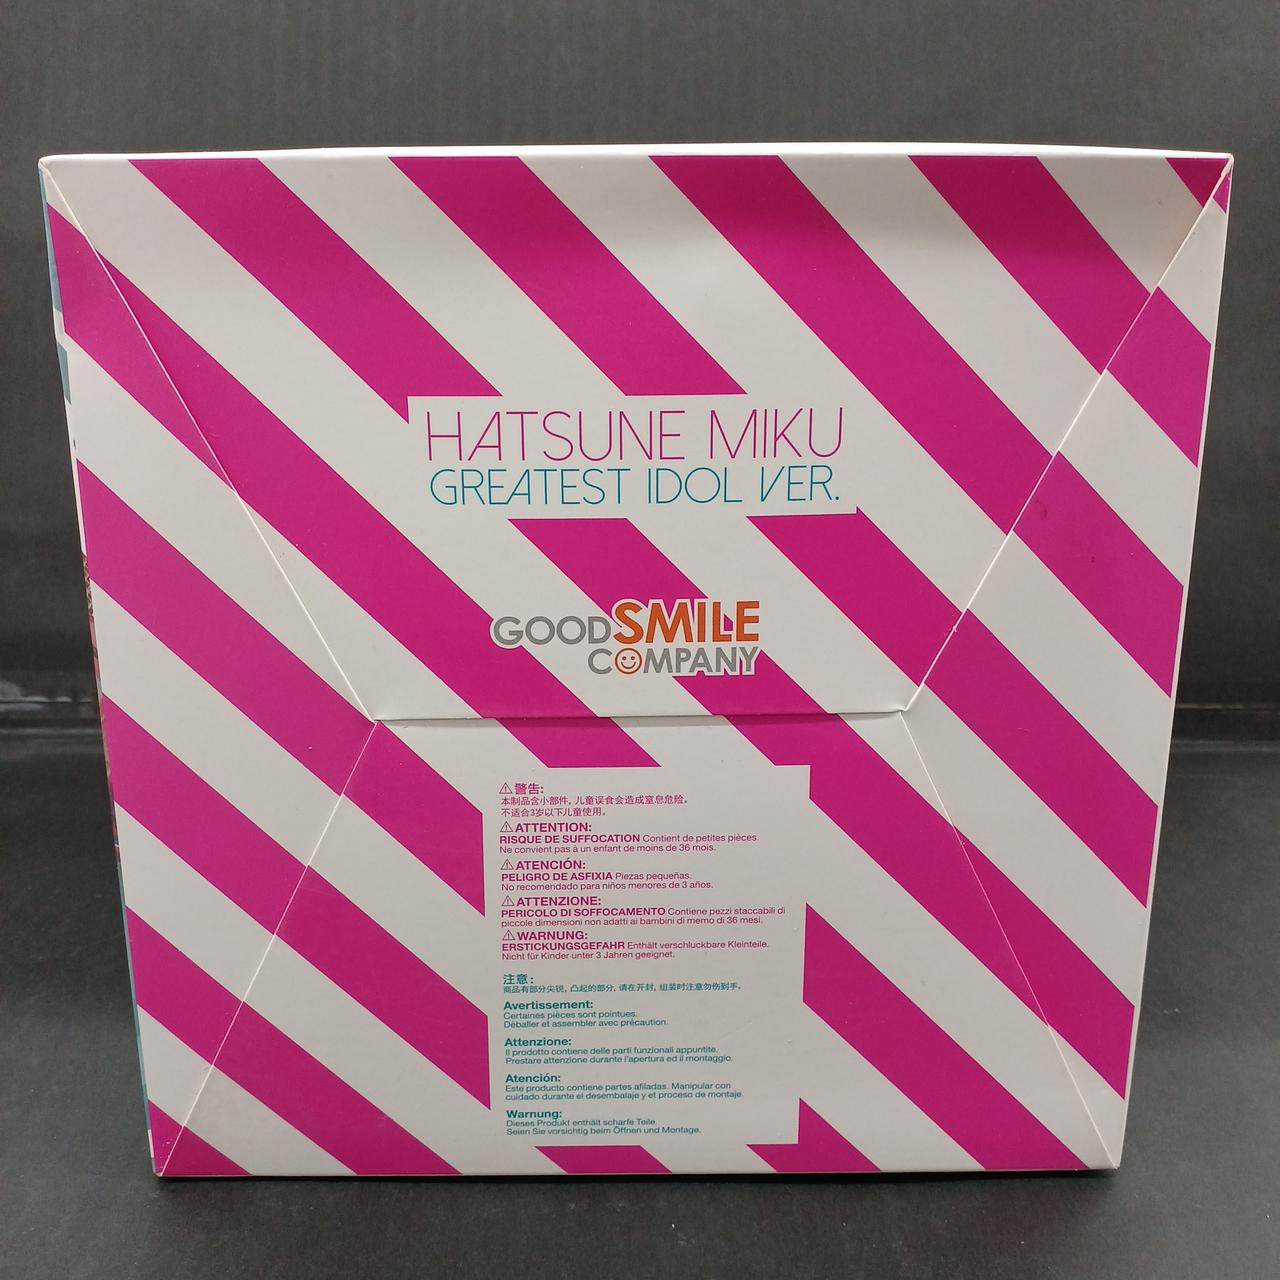 HATSUNE MIKU
GREATEST IDOL VER.
GOODSMILE
COMPANY
⚠警告:
本制品含小部件, 儿童误食会造成窒息危险。
不适合3岁以下儿童使用。
⚠ATTENTION:
RISQUE DE SUFFOCATION Contient de petites pièces.
Ne convient pas à un enfant de moins de 36 mois.
⚠ATENCIÓN:
PELIGRO DE ASFIXIA Piezas pequeñas.
No recomendado para niños menores de 3 años.
⚠ATTENZIONE:
PERICOLO DI SOFFOCAMENTO Contiene pezzi staccabili di
piccole dimensioni non adatti ai bambini di memo di 36 mesi.
⚠WARNUNG:
ERSTICKUNGSGEFAHR Enthält verschluckbare Kleinteile.
Nicht für Kinder unter 3 Jahren geeignet.
注意:
商品有部分尖锐, 凸起的部分, 请在开封, 组装时注意勿伤到手。
Avertissement:
Certaines pièces sont pointues.
Déballer et assembler avec précaution.
Attenzione:
Il prodotto contiene delle parti funzionali appuntite.
Prestare attenzione durante l'apertura ed il montaggio.
Atención:
Este producto contiene partes afiladas. Manipular con
cuidado durante el desembalaje y el proceso de montaje.
Warnung:
Dieses Produkt enthält scharfe Teile.
Seien Sie vorsichtig beim Öffnen und Montage.